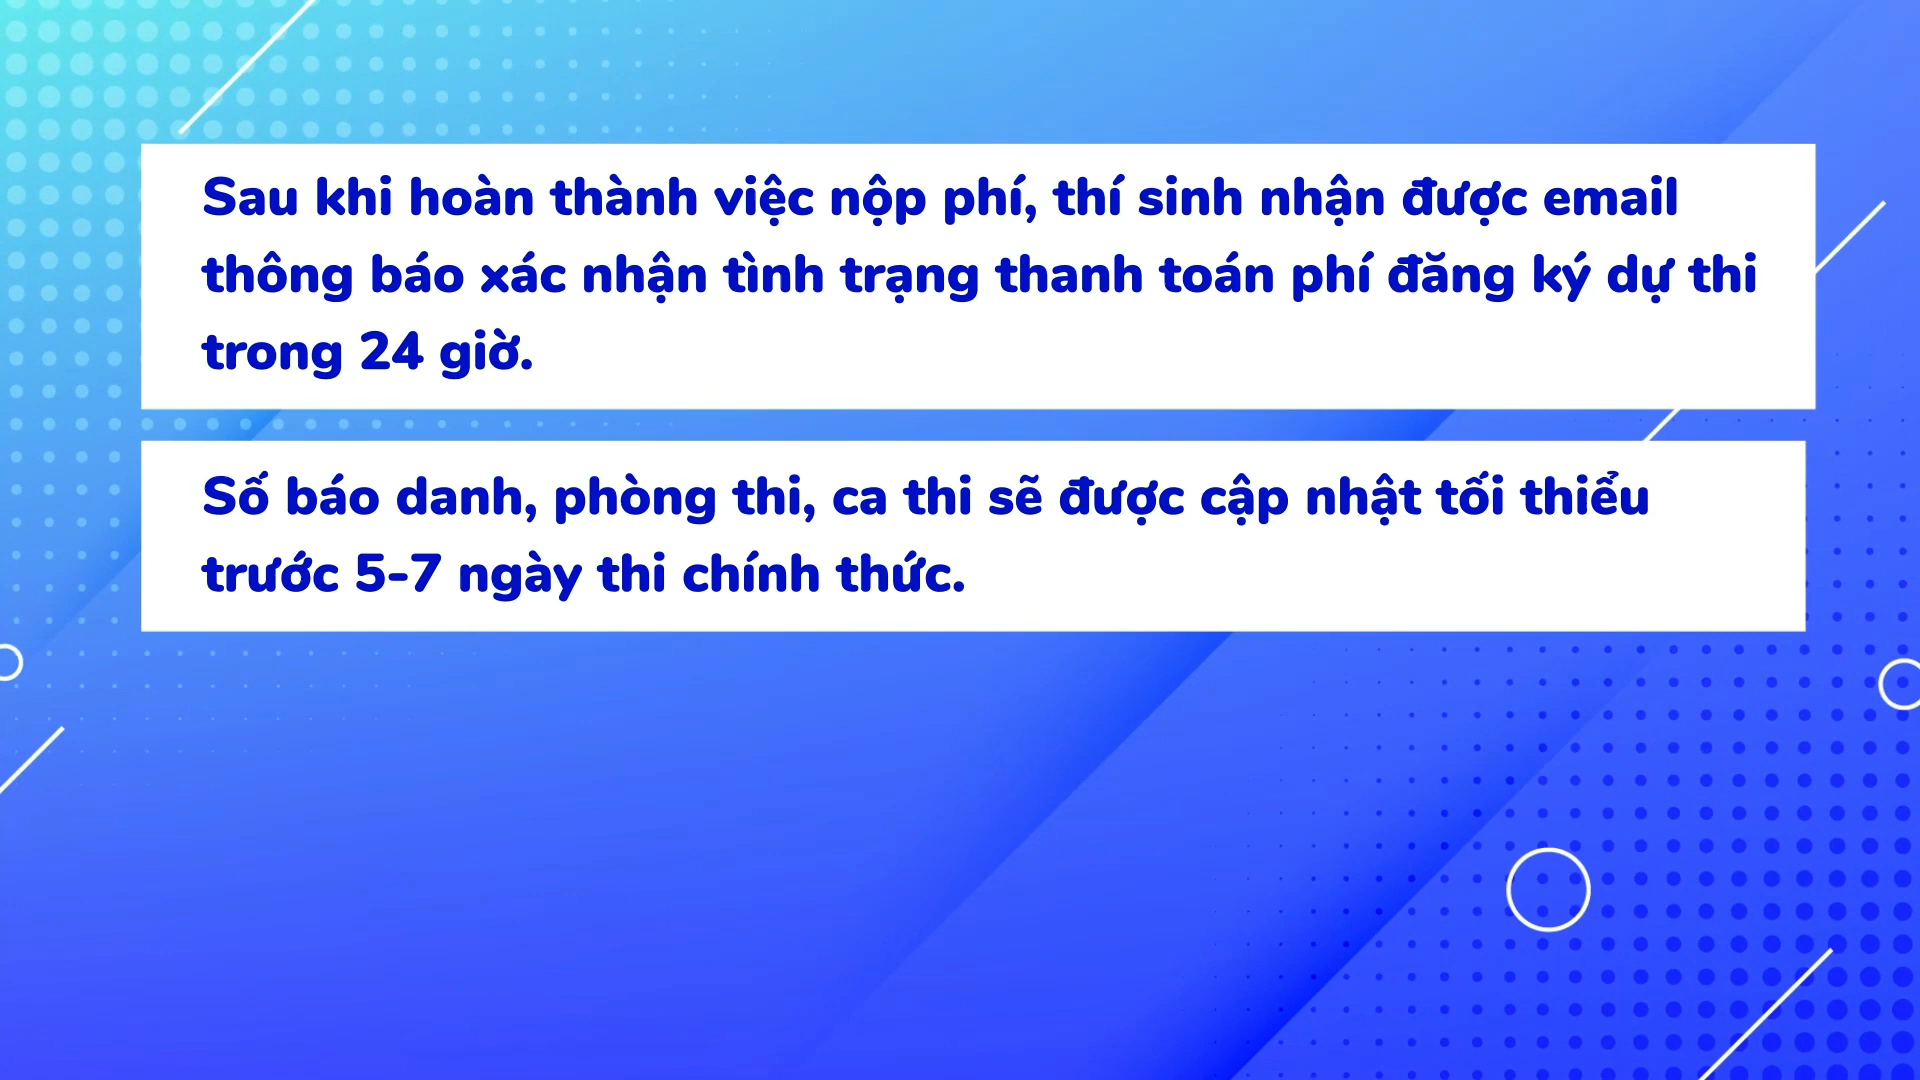 Sau khi hoàn thành việc nộp phí, thí sinh nhận được email
thông báo xác nhận tình trạng thanh toán phí đăng ký dự thi
trong 24 giờ.
Số báo danh, phòng thi, ca thi sẽ được cập nhật tối thiểu
trước 5-7 ngày thi chính thức.